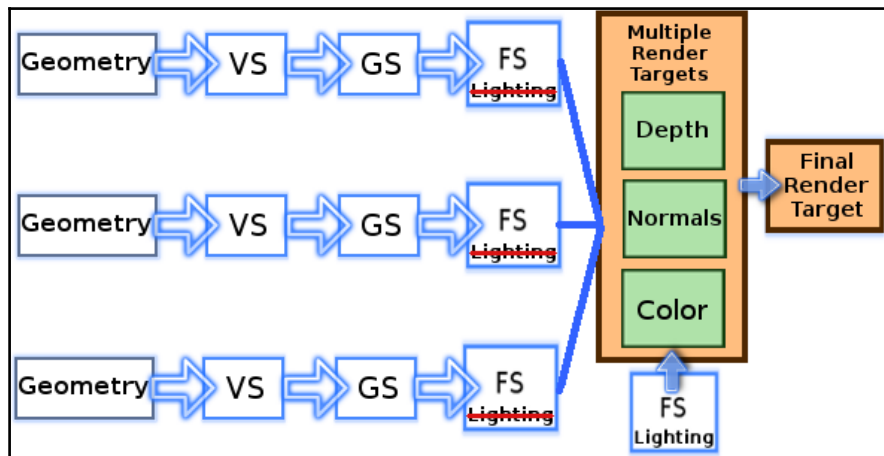 Geometry
VS
GS
FS
Lighting
Geometry
VS
GS
FS
Lighting
Geometry
VS
GS
FS
Lighting
Multiple
Render
Targets
Depth
Normals
Color
FS
Lighting
Final
Render
Target